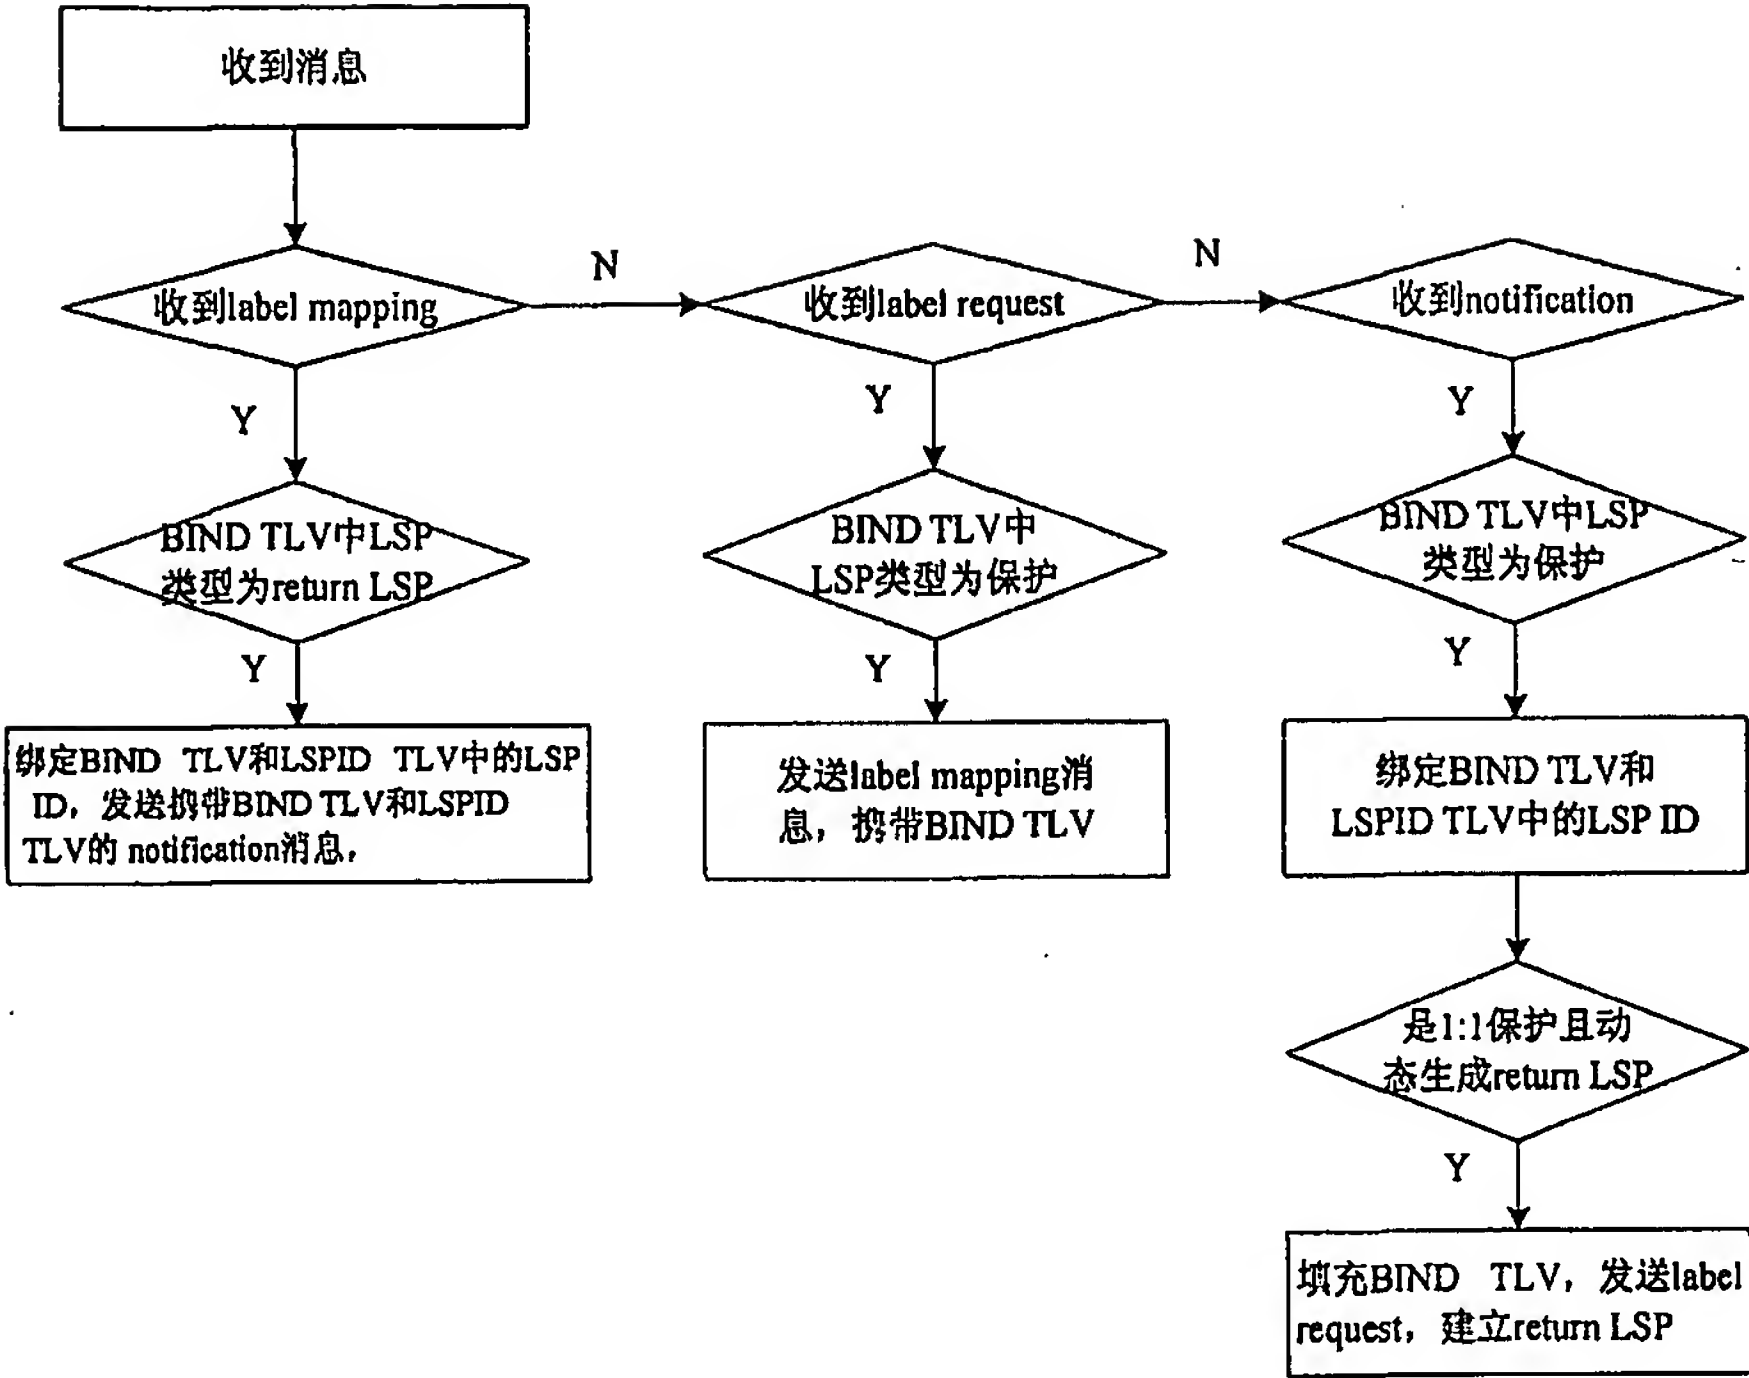 收到消息
收到label mapping
N
收到label request
N
收到notification
Y
Y
Y
BIND TLV中LSP
类型为return LSP
BIND TLV中
LSP类型为保护
BIND TLV中LSP
类型为保护
Y
Y
Y
绑定BIND TLV和LSPID TLV中的LSP
ID，发送携带BIND TLV和LSPID
TLV的 notification消息，
发送label mapping消
息，携带BIND TLV
绑定BIND TLV和
LSPID TLV中的LSP ID
是1:1保护且动
态生成return LSP
Y
填充BIND TLV，发送label
request，建立return LSP